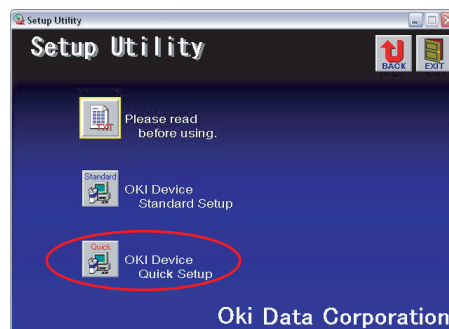 Setup Utility
Setup Utility
BACK
EXIT
TEXT
Please read
before using.
Standard
OKI Device
Standard Setup
Quick
OKI Device
Quick Setup
Oki Data Corporation